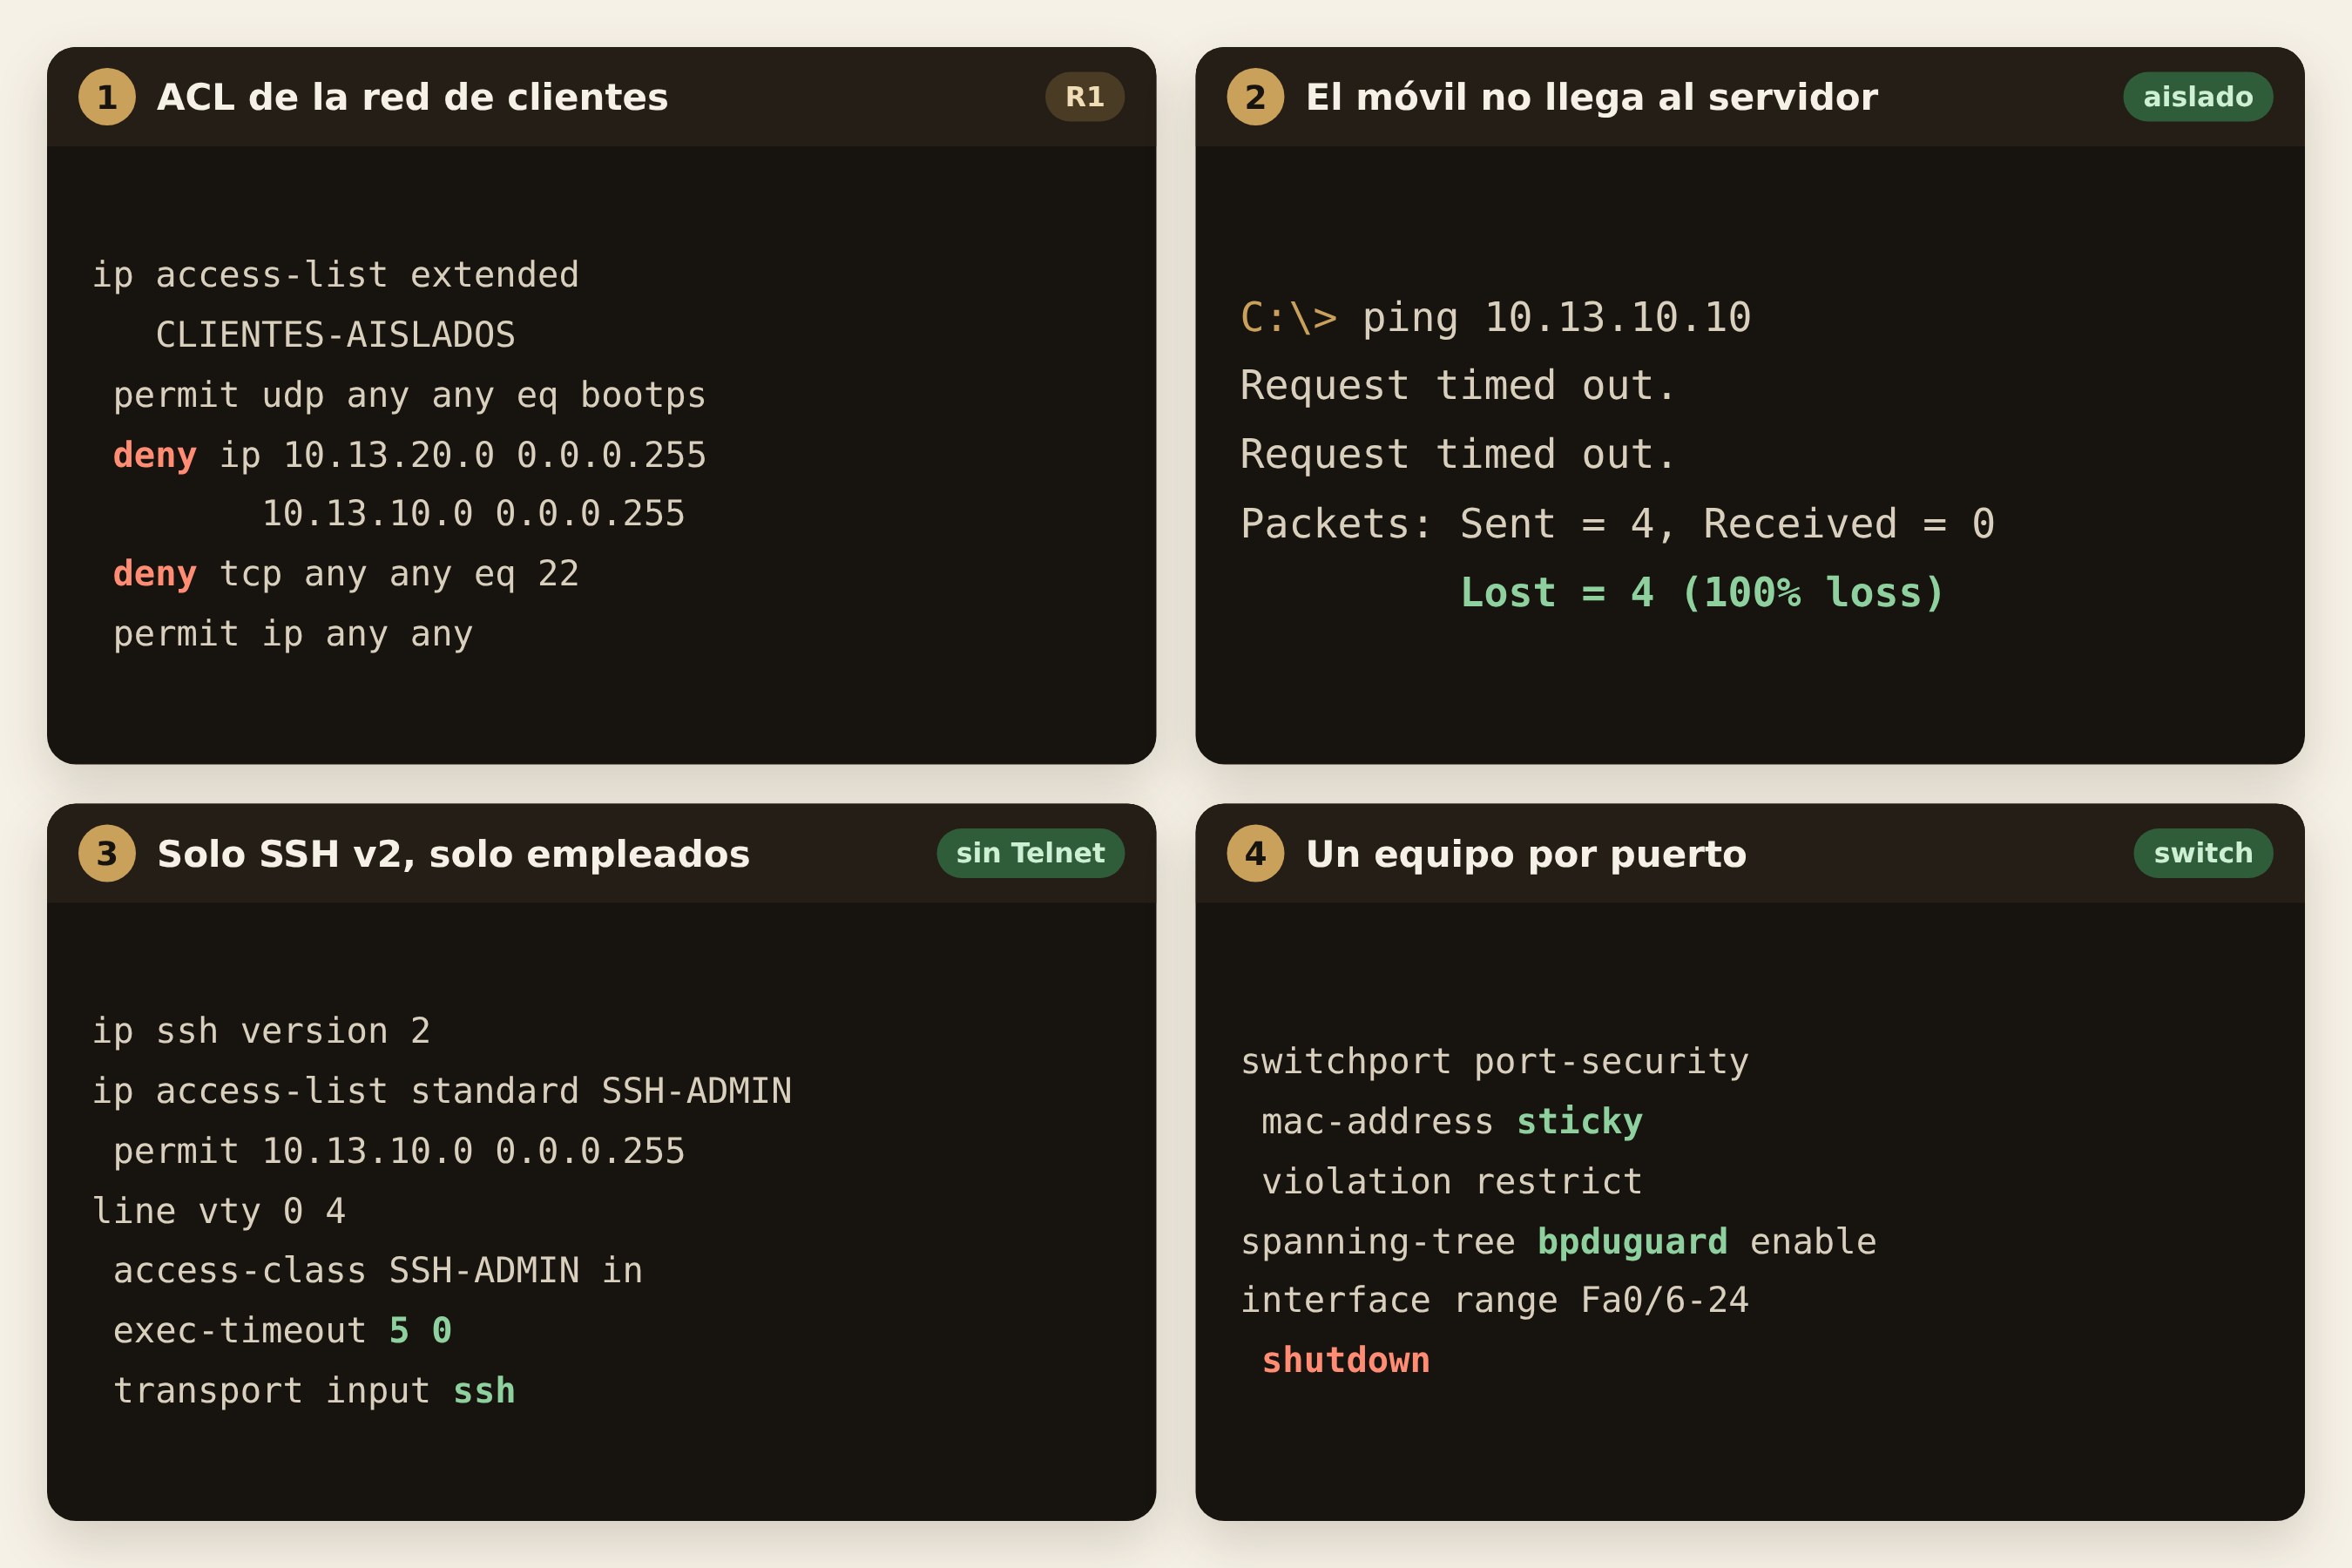 1 ACL de la red de clientes R1
ip access-list extended
   CLIENTES-AISLADOS
 permit udp any any eq bootps
 deny ip 10.13.20.0 0.0.0.255
        10.13.10.0 0.0.0.255
 deny tcp any any eq 22
 permit ip any any
2 El móvil no llega al servidor aislado
C:\> ping 10.13.10.10
Request timed out.
Request timed out.
Packets: Sent = 4, Received = 0
         Lost = 4 (100% loss)
3 Solo SSH v2, solo empleados sin Telnet
ip ssh version 2
ip access-list standard SSH-ADMIN
 permit 10.13.10.0 0.0.0.255
line vty 0 4
 access-class SSH-ADMIN in
 exec-timeout 5 0
 transport input ssh
4 Un equipo por puerto switch
switchport port-security
 mac-address sticky
 violation restrict
spanning-tree bpduguard enable
interface range Fa0/6-24
 shutdown